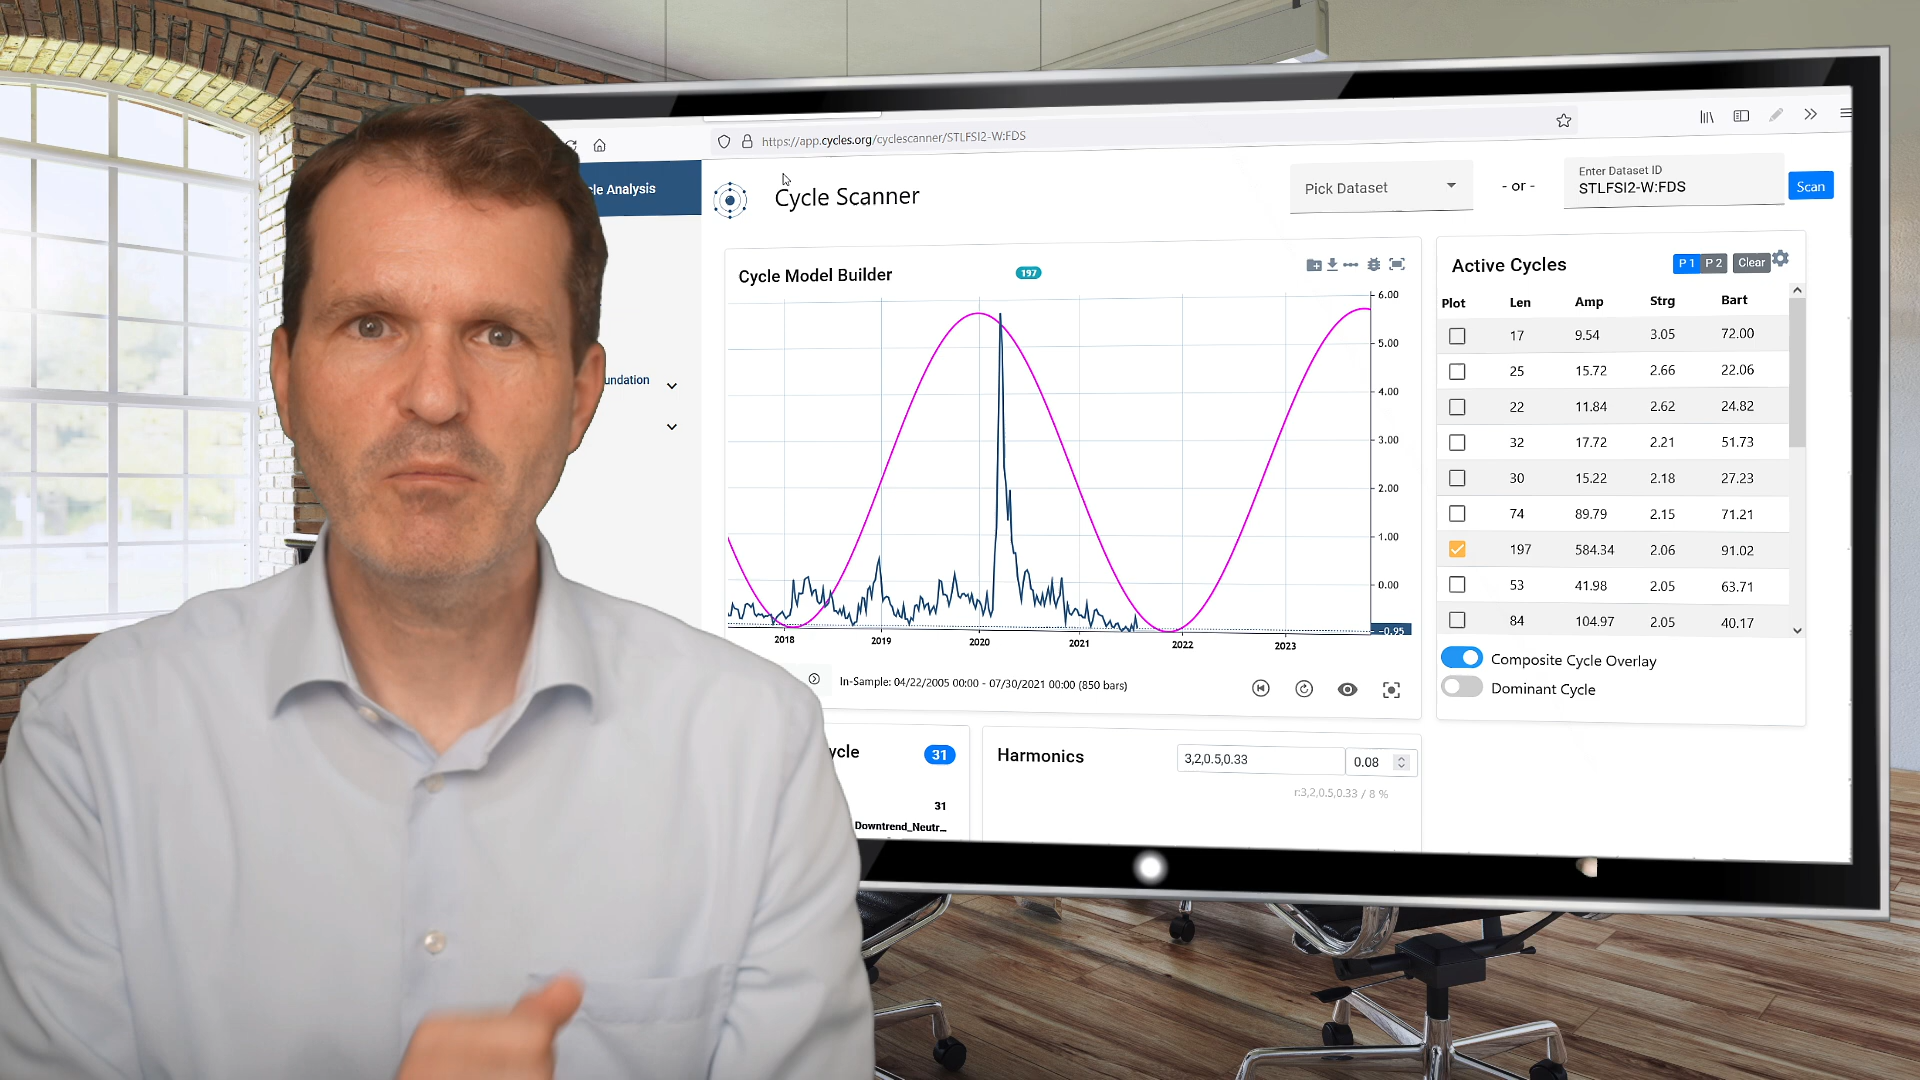 https://app.cycles.org/cyclescanner/STLFSI2-W:FDS
cle Analysis
Cycle Scanner
Pick Dataset
- or -
Enter Dataset ID
STLFSI2-W:FDS
Scan
undation
Cycle Model Builder
197
6.00
5.00
4.00
3.00
2.00
1.00
0.00
-0.95
2018 2019 2020 2021 2022 2023
In-Sample: 04/22/2005 00:00 - 07/30/2021 00:00 (850 bars)
Active Cycles
P 1 P 2 Clear
Plot Len Amp Strg Bart
17 9.54 3.05 72.00
25 15.72 2.66 22.06
22 11.84 2.62 24.82
32 17.72 2.21 51.73
30 15.22 2.18 27.23
74 89.79 2.15 71.21
197 584.34 2.06 91.02
53 41.98 2.05 63.71
84 104.97 2.05 40.17
Composite Cycle Overlay
Dominant Cycle
ycle 31
31
Downtrend_Neutr...
Harmonics
3,2,0.5,0.33
0.08
r:3,2,0.5,0.33 / 8 %